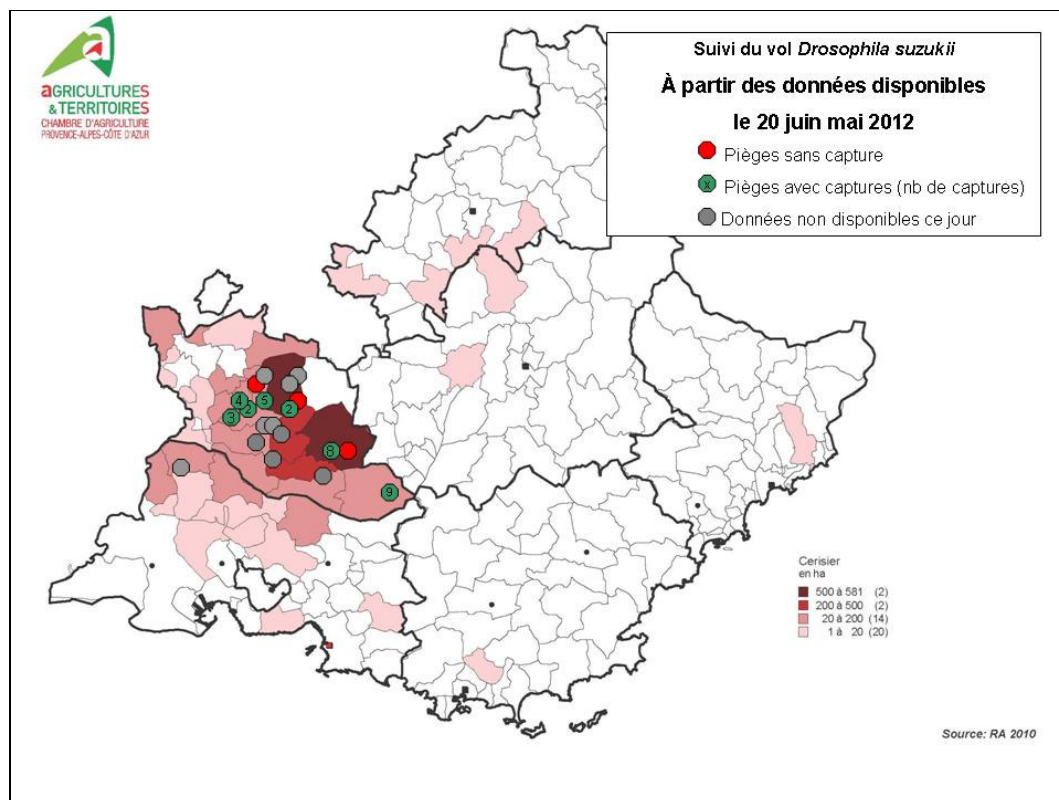 aGRICULTURES
& TERRITOIRES
CHAMBRE D'AGRICULTURE
PROVENCE-ALPES-CÔTE D'AZUR
Suivi du vol Drosophila suzukii
À partir des données disponibles
le 20 juin mai 2012
Pièges sans capture
x Pièges avec captures (nb de captures)
Données non disponibles ce jour
4
5
2
2
3
8
9
Cerisier
en ha
500 à 581 (2)
200 à 500 (2)
20 à 200 (14)
1 à 20 (20)
Source: RA 2010